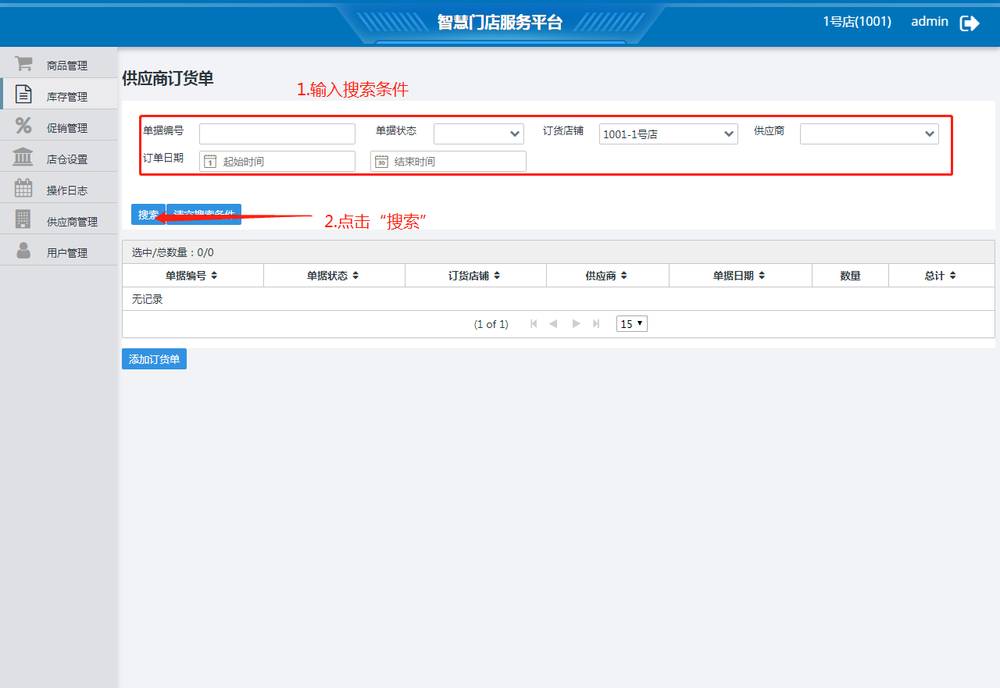 智慧门店服务平台
1号店(1001) admin
商品管理
库存管理
促销管理
店仓设置
操作日志
供应商管理
用户管理
供应商订货单
1.输入搜索条件
单据编号 单据状态 订货店铺 1001-1号店 供应商
订单日期 1 起始时间 30 结束时间
搜索 清空搜索条件
2.点击“搜索”
选中/总数量：0/0
单据编号 单据状态 订货店铺 供应商 单据日期 数量 总计
无记录
(1 of 1) 15
添加订货单